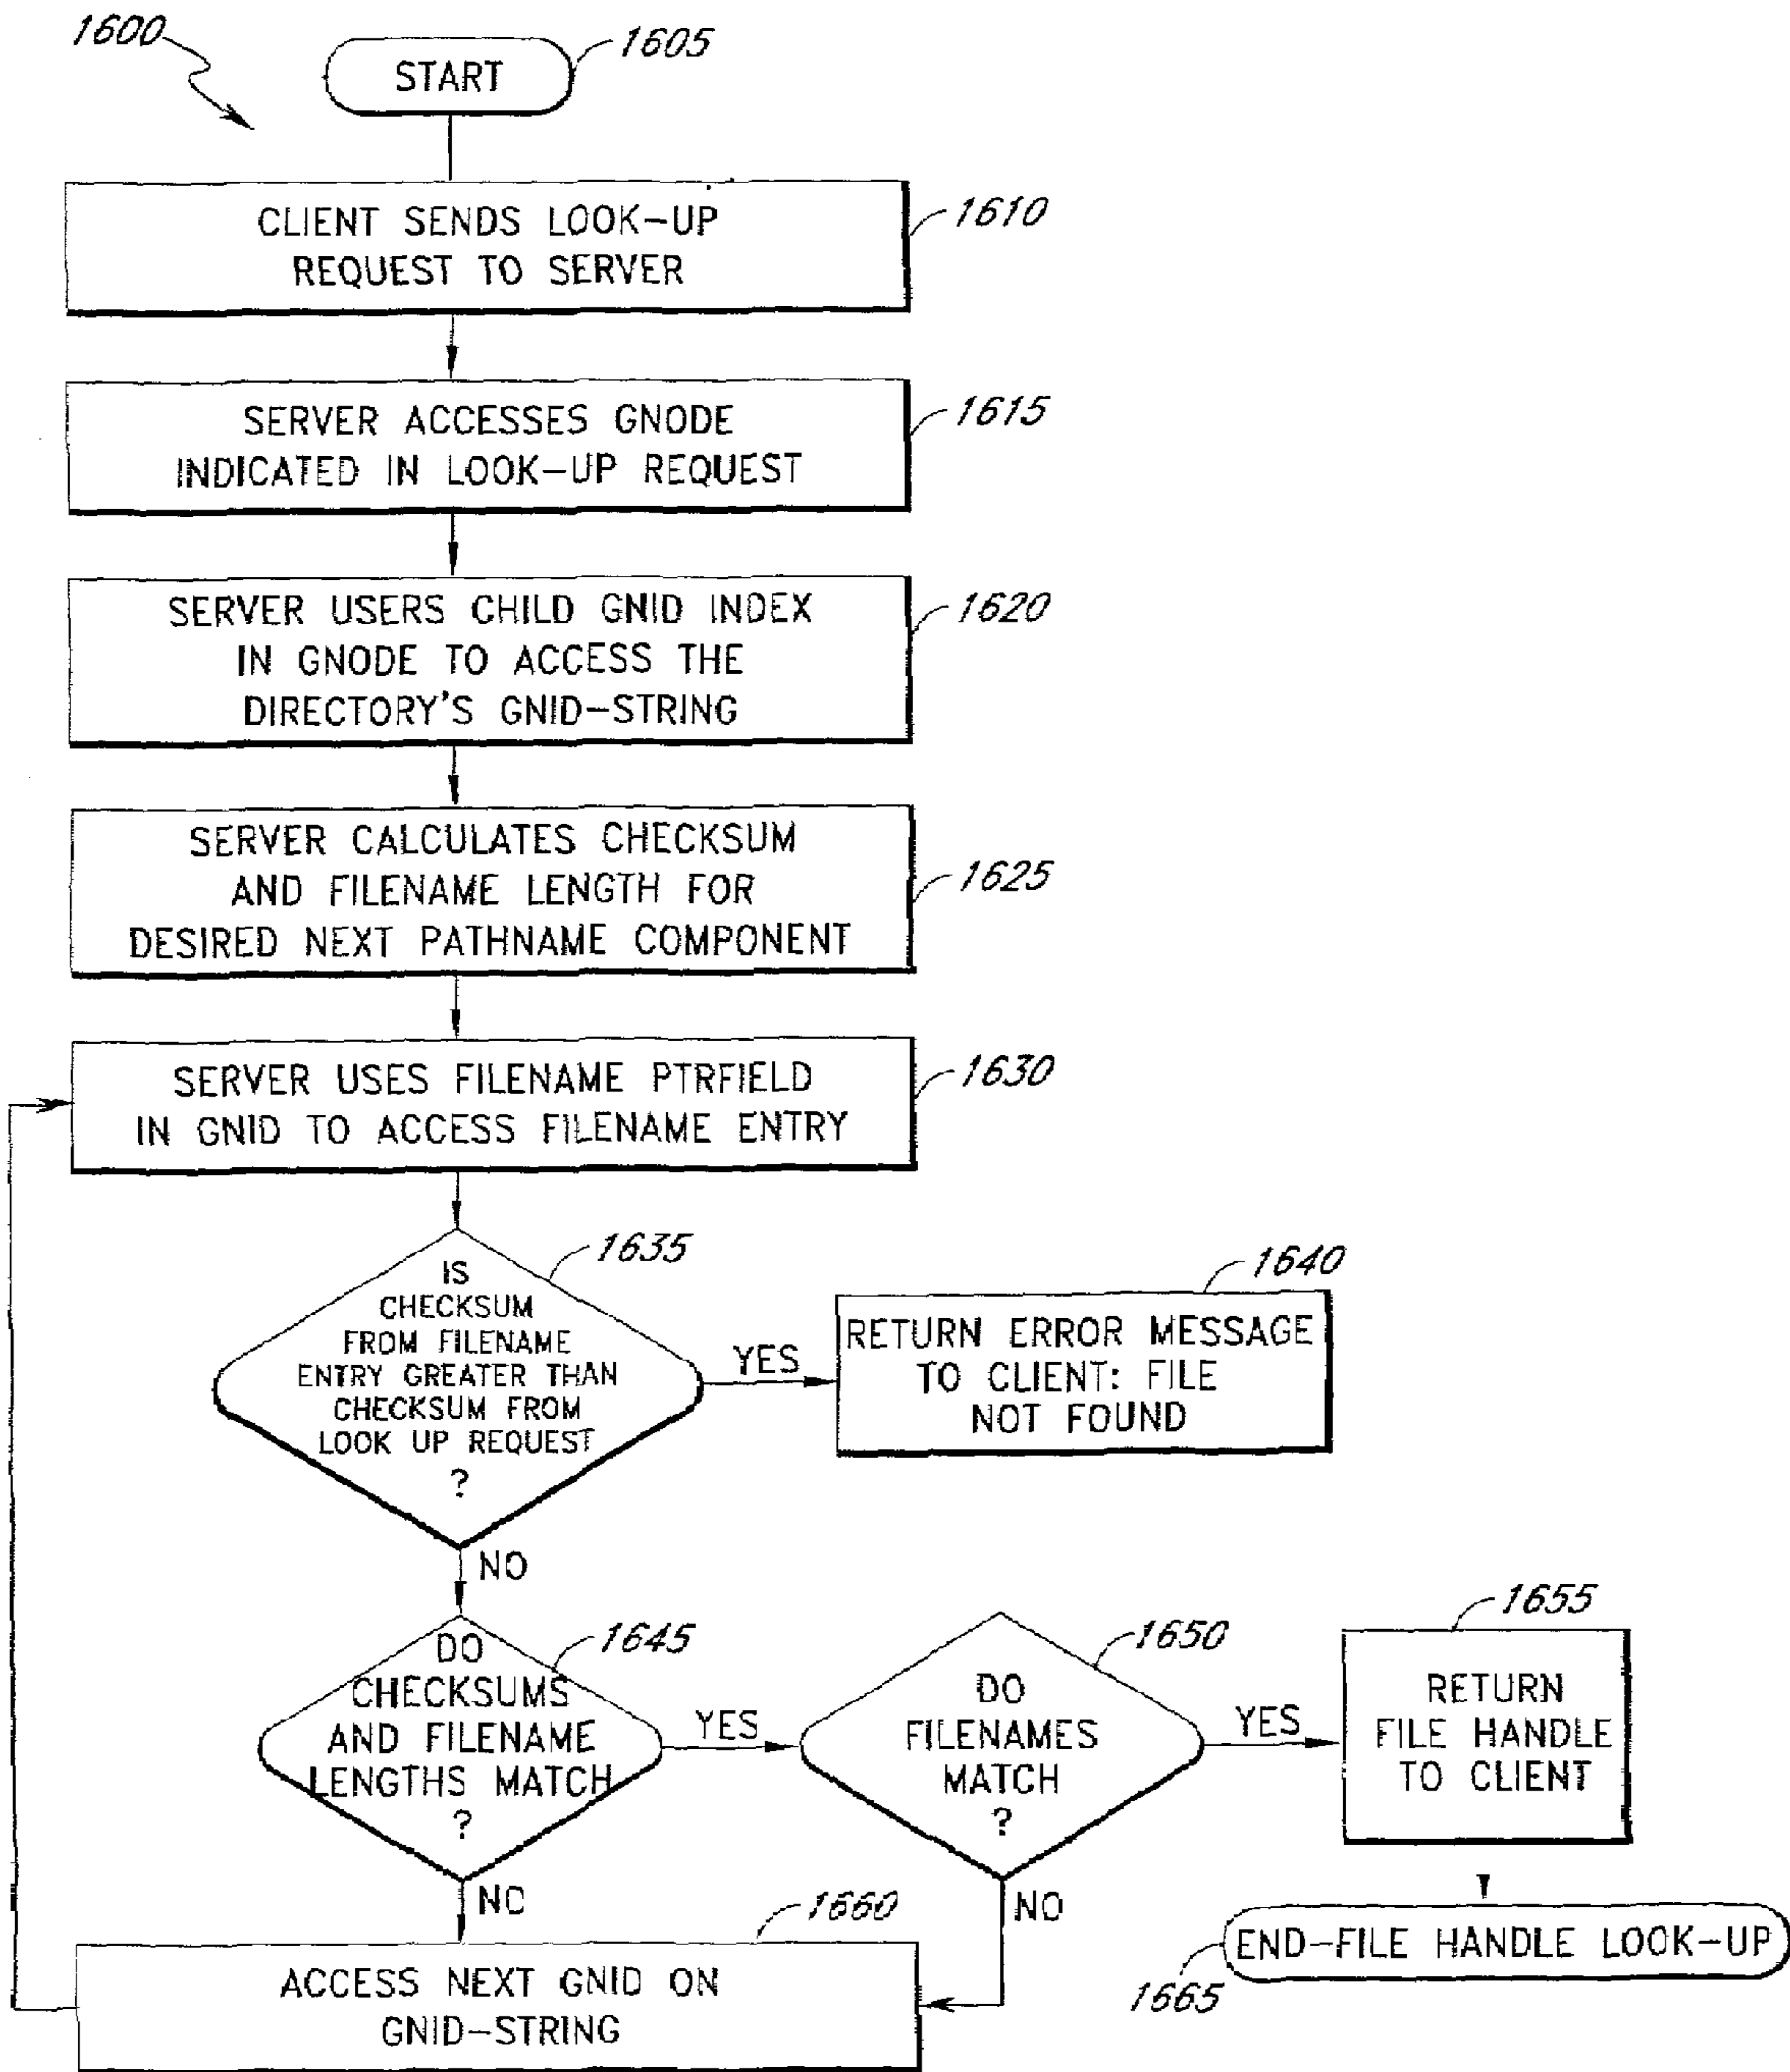 1600
START
1605
CLIENT SENDS LOOK-UP
REQUEST TO SERVER
1610
SERVER ACCESSES GNODE
INDICATED IN LOOK-UP REQUEST
1615
SERVER USERS CHILD GNID INDEX
IN GNODE TO ACCESS THE
DIRECTORY'S GNID-STRING
1620
SERVER CALCULATES CHECKSUM
AND FILENAME LENGTH FOR
DESIRED NEXT PATHNAME COMPONENT
1625
SERVER USES FILENAME PTRFIELD
IN GNID TO ACCESS FILENAME ENTRY
1630
IS
CHECKSUM
FROM FILENAME
ENTRY GREATER THAN
CHECKSUM FROM
LOOK UP REQUEST
?
1635
YES
RETURN ERROR MESSAGE
TO CLIENT: FILE
NOT FOUND
1640
NO
DO
CHECKSUMS
AND FILENAME
LENGTHS MATCH
?
1645
YES
DO
FILENAMES
MATCH
?
1650
YES
RETURN
FILE HANDLE
TO CLIENT
1655
NO
NO
ACCESS NEXT GNID ON
GNID-STRING
1660
END-FILE HANDLE LOOK-UP
1665